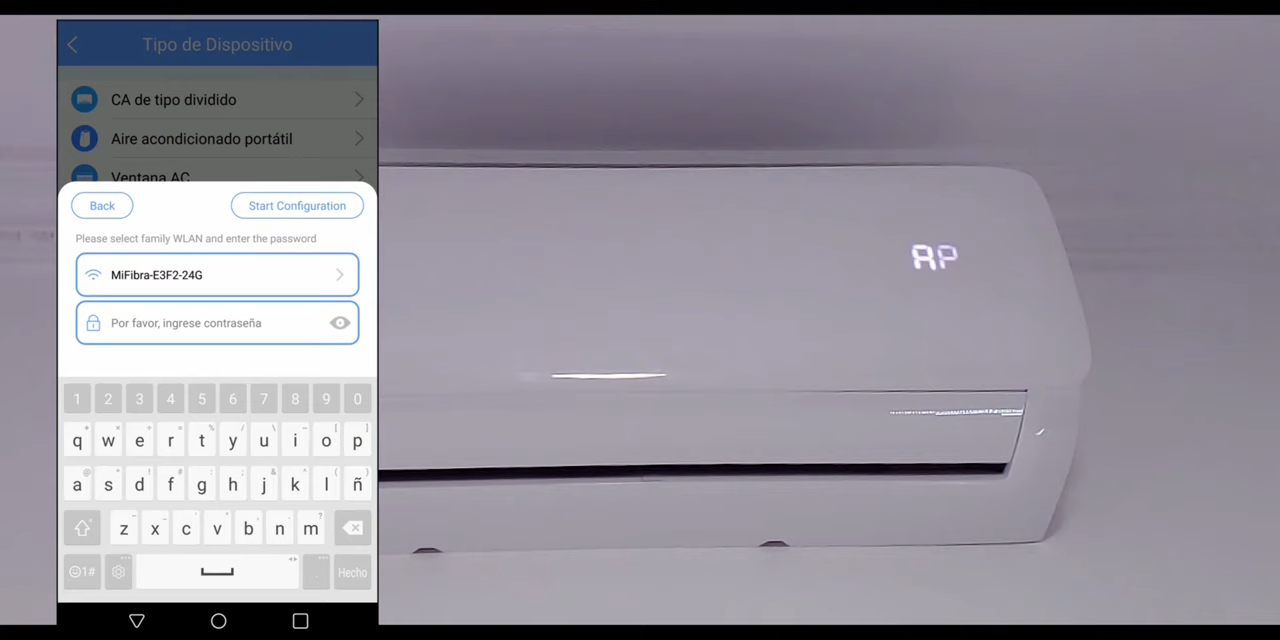 Tipo de Dispositivo
CA de tipo dividido
Aire acondicionado portátil
Ventana AC
Back
Start Configuration
Please select family WLAN and enter the password
MiFibra-E3F2-24G
Por favor, ingrese contraseña
1 2 3 4 5 6 7 8 9 0
q w e r t y u i o p
a s d f g h j k l ñ
z x c v b n m
1# . Hecho
AP